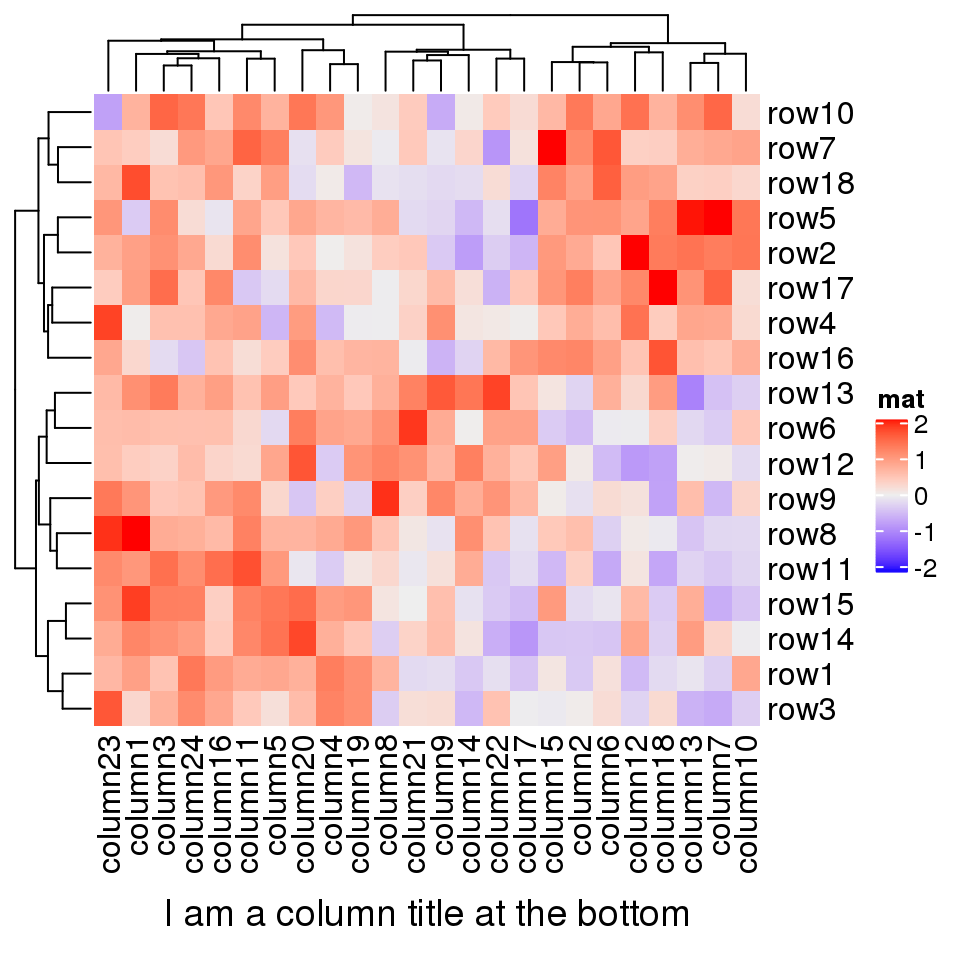 row10
row7
row18
row5
row2
row17
row4
row16
row13
row6
row12
row9
row8
row11
row15
row14
row1
row3
mat
2
1
0
-1
-2
column23
column1
column3
column24
column16
column11
column5
column20
column4
column19
column8
column21
column9
column14
column22
column17
column15
column2
column6
column12
column18
column13
column7
column10
I am a column title at the bottom